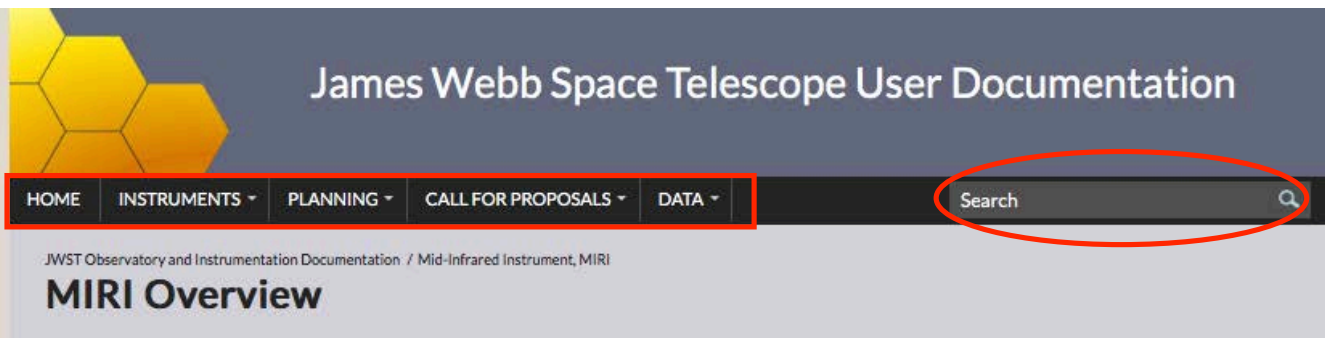 James Webb Space Telescope User Documentation
HOME INSTRUMENTS PLANNING CALL FOR PROPOSALS DATA Search
JWST Observatory and Instrumentation Documentation / Mid-Infrared Instrument, MIRI
MIRI Overview